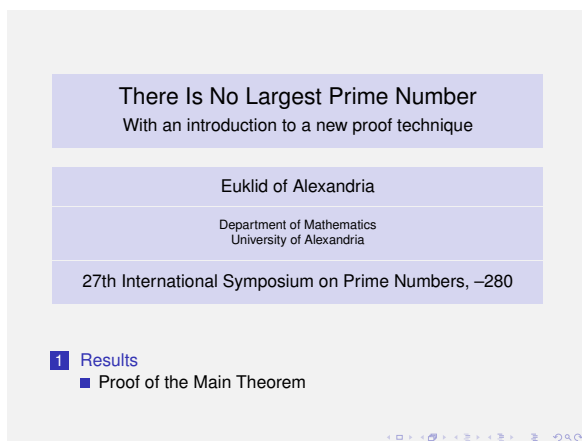 There Is No Largest Prime Number
With an introduction to a new proof technique
Euklid of Alexandria
Department of Mathematics
University of Alexandria
27th International Symposium on Prime Numbers, –280
1 Results
Proof of the Main Theorem